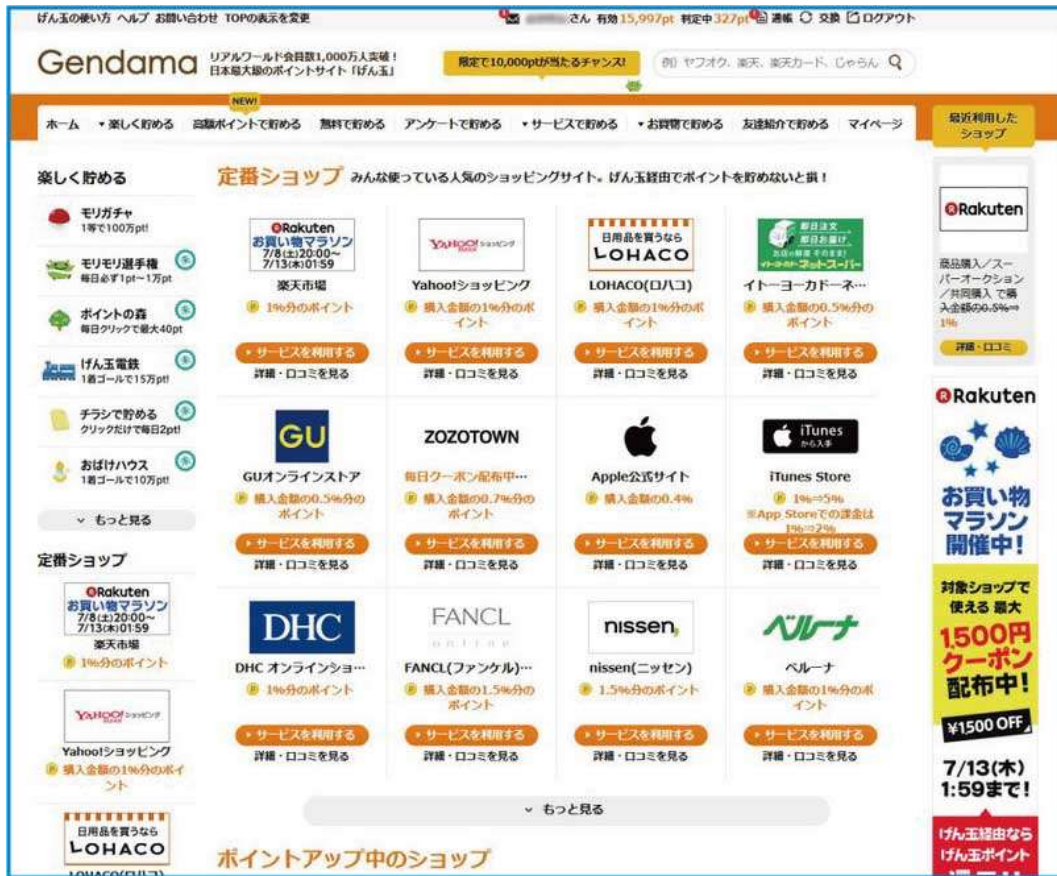 げん玉の使い方 ヘルプ お問い合わせ TOPの表示を変更
さん 有効15,997pt 判定中327pt 通帳 交換 ログアウト
Gendama
リアルワールド会員数1,000万人突破！
日本最大級のポイントサイト「げん玉」
限定で10,000ptが当たるチャンス!
例) ヤフオク、楽天、楽天カード、じゃらん
NEW!
ホーム ▼楽しく貯める 高額ポイントで貯める 無料で貯める アンケートで貯める ▼サービスで貯める ▼お買物で貯める 友達紹介で貯める マイページ
最近利用した
ショップ
楽しく貯める
モリガチャ
1等で100万pt!
モリモリ選手権
毎日必ず1pt〜1万pt
ポイントの森
毎日クリックで最大40pt
げん玉電鉄
1着ゴールで15万pt!
チラシで貯める
クリックだけで毎日2pt!
おばけハウス
1着ゴールで10万pt!
もっと見る
定番ショップ
Rakuten
お買い物マラソン
7/8(土)20:00〜
7/13(木)01:59
楽天市場
1%分のポイント
YAHOO!ショッピング
JAPAN
Yahoo!ショッピング
購入金額の1%分のポイ
ント
日用品を買うなら
LOHACO
LOHACO(ロハコ)
定番ショップ みんな使っている人気のショッピングサイト。げん玉経由でポイントを貯めないと損！
Rakuten
お買い物マラソン
7/8(土)20:00〜
7/13(木)01:59
楽天市場
1%分のポイント
サービスを利用する
詳細・口コミを見る
YAHOO!ショッピング
JAPAN
Yahoo!ショッピング
購入金額の1%分のポ
イント
サービスを利用する
詳細・口コミを見る
日用品を買うなら
LOHACO
LOHACO(ロハコ)
購入金額の1%分のポ
イント
サービスを利用する
詳細・口コミを見る
即日注文
即日お届け
お店の鮮度 そのまま!
イトーヨーカドーネットスーパー
イトーヨーカドーネ…
購入金額の0.5%分の
ポイント
サービスを利用する
詳細・口コミを見る
GU
GUオンラインストア
購入金額の0.5%分の
ポイント
サービスを利用する
詳細・口コミを見る
ZOZOTOWN
毎日クーポン配布中…
購入金額の0.7%分の
ポイント
サービスを利用する
詳細・口コミを見る
Apple公式サイト
購入金額の0.4%
サービスを利用する
詳細・口コミを見る
iTunes
から入手
iTunes Store
1%⇒5%
※App Storeでの課金は
1%⇒2%
サービスを利用する
詳細・口コミを見る
DHC
DHC オンラインショ…
1%分のポイント
サービスを利用する
詳細・口コミを見る
FANCL
online
FANCL(ファンケル)…
購入金額の1.5%分の
ポイント
サービスを利用する
詳細・口コミを見る
nissen,
nissen(ニッセン)
1.5%分のポイント
サービスを利用する
詳細・口コミを見る
ベルーナ
ベルーナ
購入金額の1%分のポ
イント
サービスを利用する
詳細・口コミを見る
もっと見る
ポイントアップ中のショップ
Rakuten
商品購入／スー
パーオークション
／共同購入 で購
入金額の0.5%⇒
1%
詳細・口コミ
Rakuten
お買い物
マラソン
開催中!
対象ショップで
使える 最大
1,500円
クーポン
配布中!
¥1,500 OFF
7/13(木)
1:59まで!
げん玉経由なら
げん玉ポイント